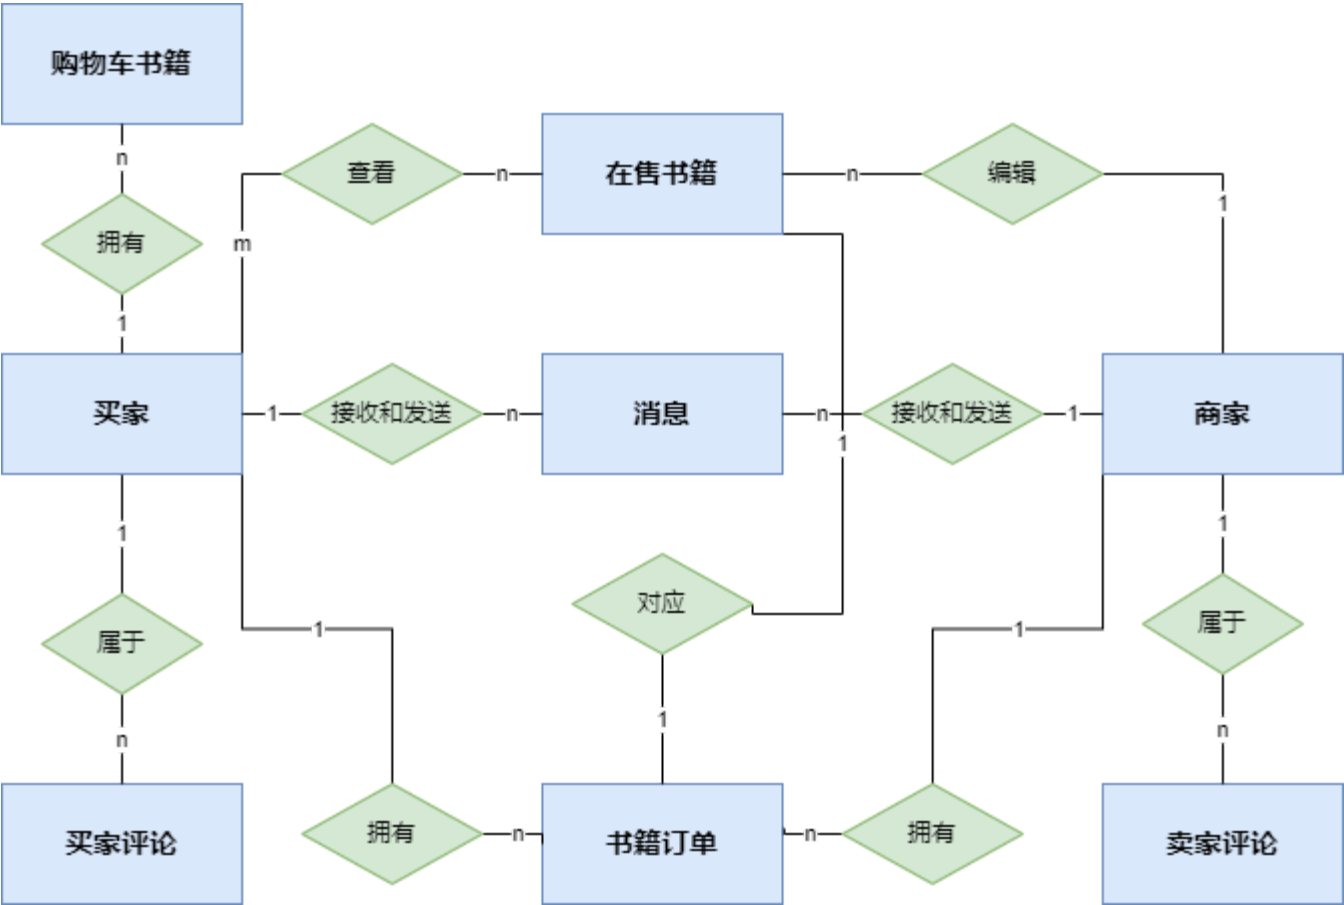 购物车书籍
n
查看
n
在售书籍
n
编辑
1
拥有
m
1
买家
1
接收和发送
n
消息
n
接收和发送
1
商家
1
1
1
对应
属于
1
1
属于
1
n
n
买家评论
拥有
n
书籍订单
n
拥有
卖家评论